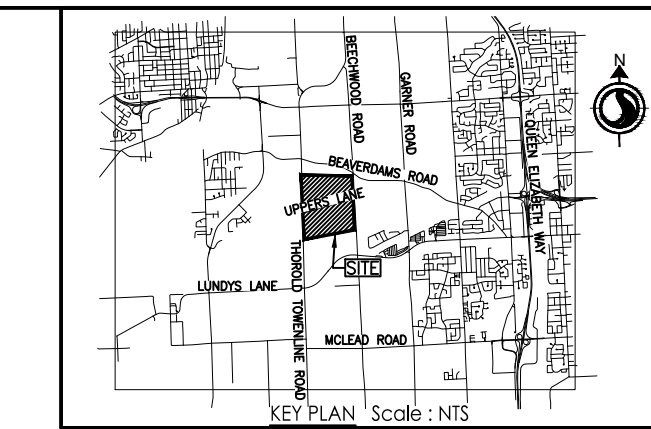 N
BEECHWOOD ROAD
GARNER ROAD
QUEEN ELIZABETH WAY
BEAVERDAMS ROAD
UPPERS LANE
SITE
THOROLD TOWENLINE ROAD
LUNDYS LANE
MCLEAD ROAD
KEY PLAN Scale : NTS